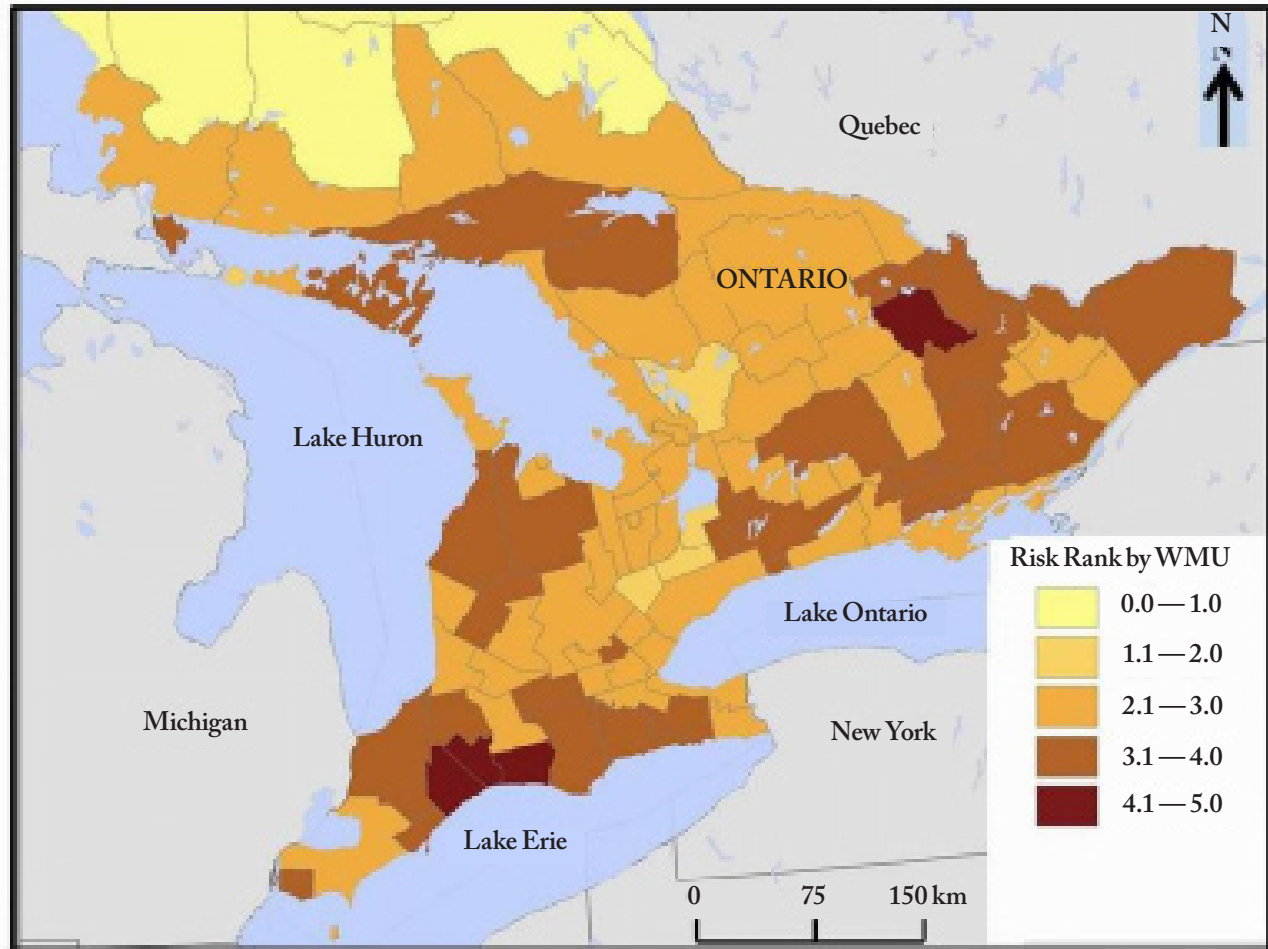 N
Quebec
ONTARIO
Lake Huron
Risk Rank by WMU
0.0 — 1.0
1.1 — 2.0
2.1 — 3.0
3.1 — 4.0
4.1 — 5.0
Lake Ontario
Michigan
New York
Lake Erie
0 75 150 km